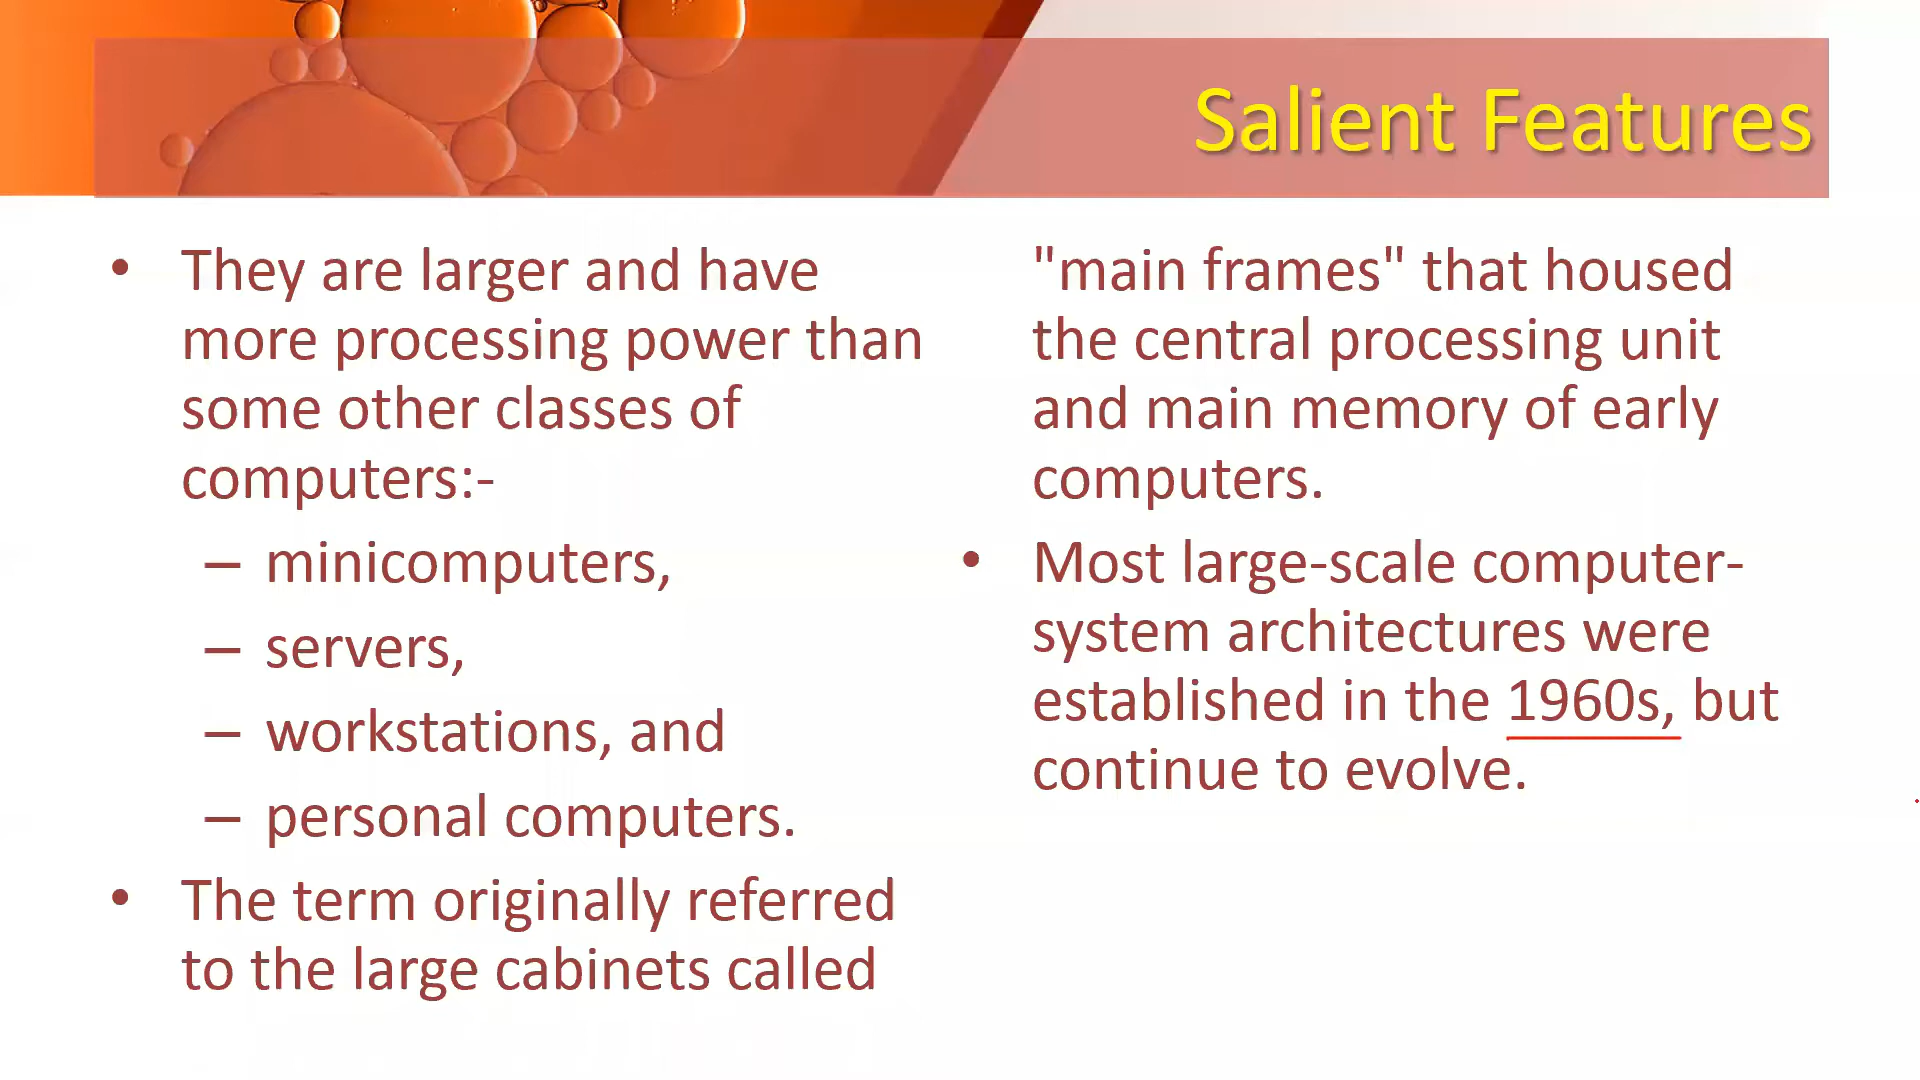 Salient Features
• They are larger and have
more processing power than
some other classes of
computers:-
– minicomputers,
– servers,
– workstations, and
– personal computers.
• The term originally referred
to the large cabinets called
"main frames" that housed
the central processing unit
and main memory of early
computers.
• Most large-scale computer-
system architectures were
established in the 1960s, but
continue to evolve.